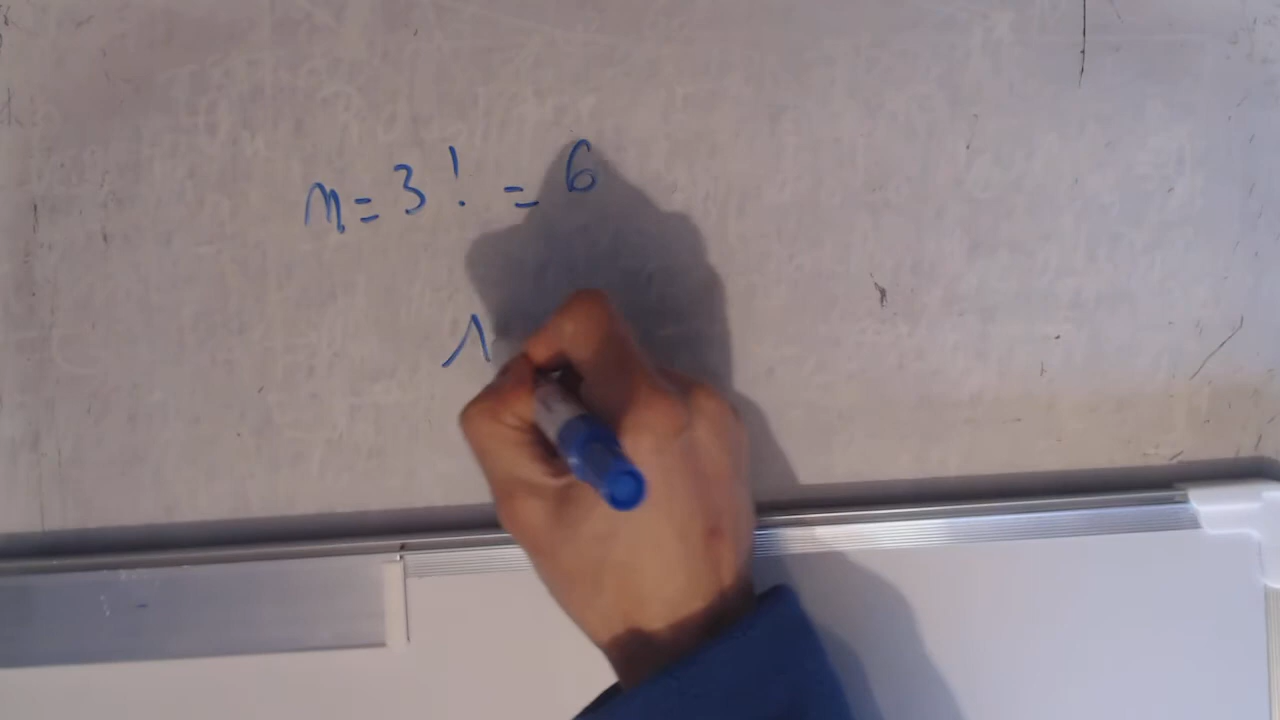 n = 3! = 6
1